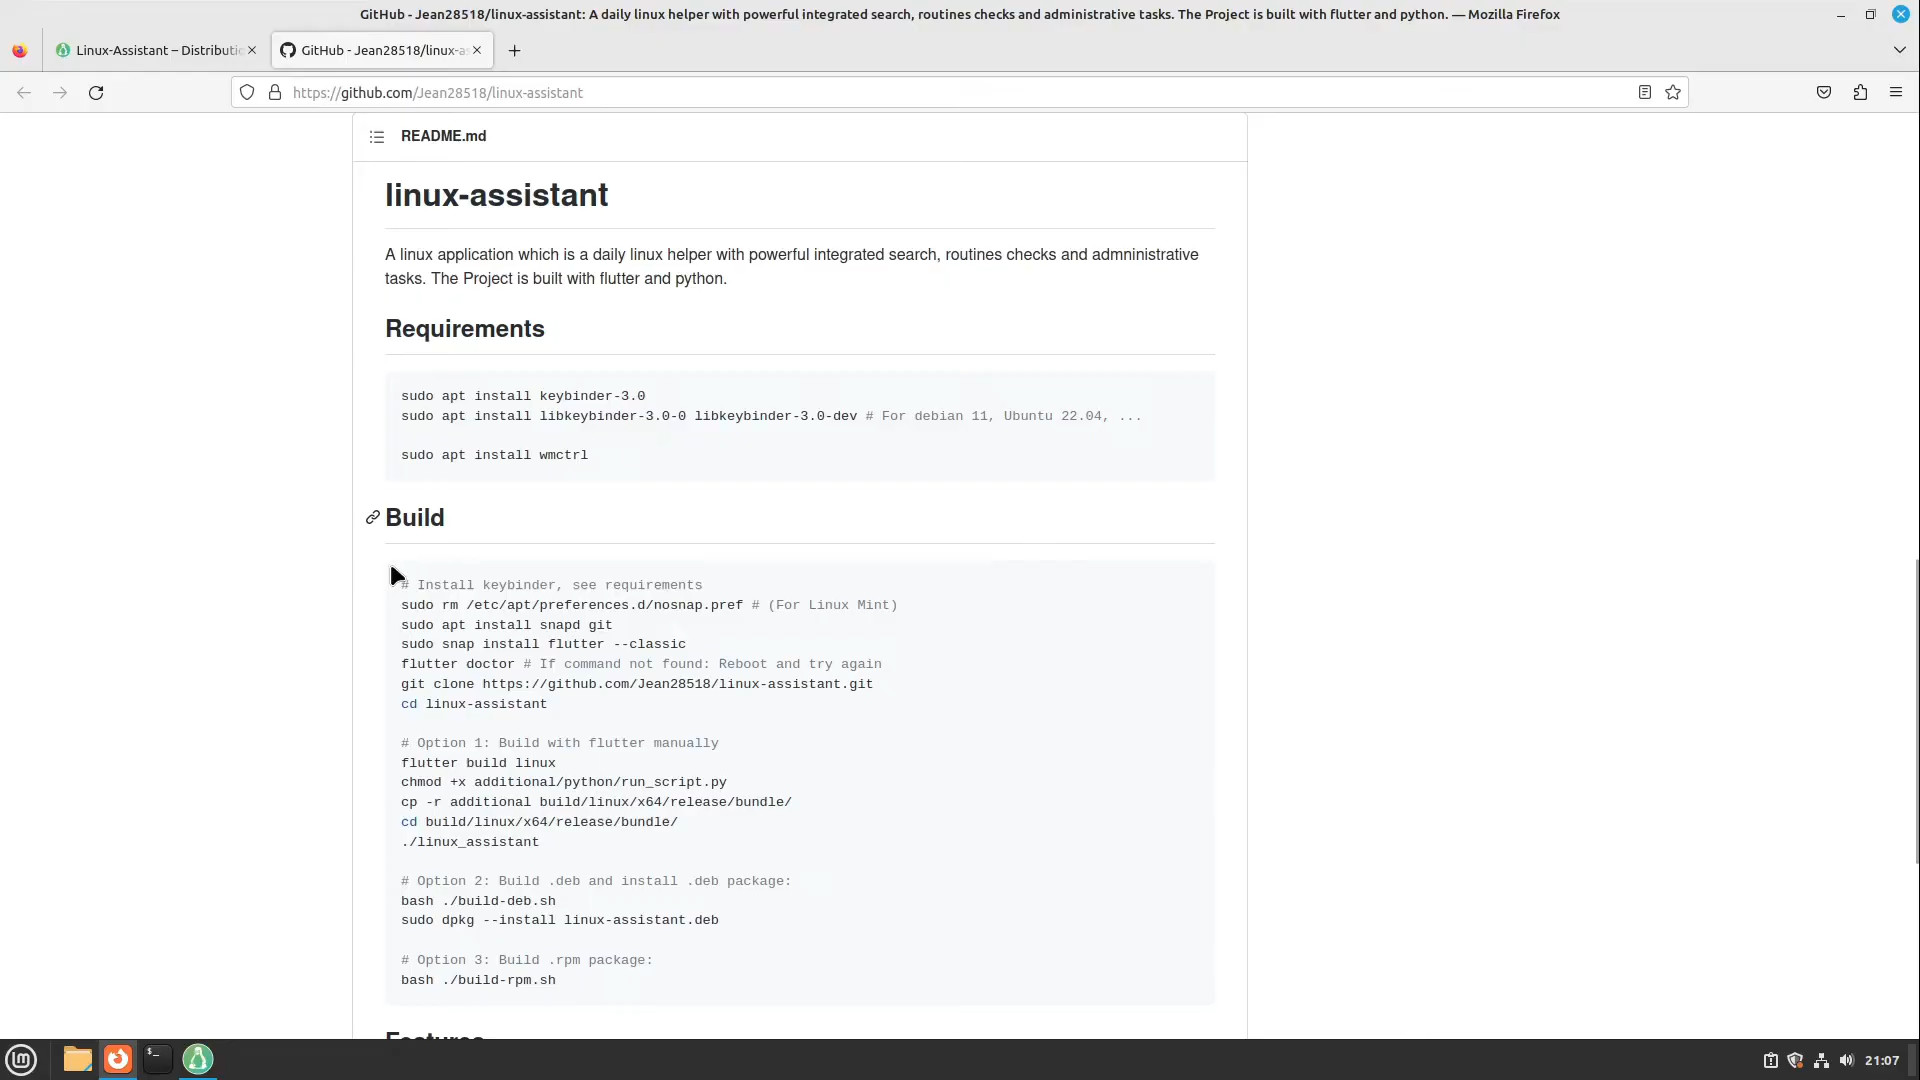 GitHub - Jean28518/linux-assistant: A daily linux helper with powerful integrated search, routines checks and administrative tasks. The Project is built with flutter and python. — Mozilla Firefox
Linux-Assistant – Distributi
GitHub - Jean28518/linux-as
https://github.com/Jean28518/linux-assistant
README.md
linux-assistant
A linux application which is a daily linux helper with powerful integrated search, routines checks and admninistrative
tasks. The Project is built with flutter and python.
Requirements
sudo apt install keybinder-3.0
sudo apt install libkeybinder-3.0-0 libkeybinder-3.0-dev # For debian 11, Ubuntu 22.04, ...
sudo apt install wmctrl
Build
# Install keybinder, see requirements
sudo rm /etc/apt/preferences.d/nosnap.pref # (For Linux Mint)
sudo apt install snapd git
sudo snap install flutter --classic
flutter doctor # If command not found: Reboot and try again
git clone https://github.com/Jean28518/linux-assistant.git
cd linux-assistant
# Option 1: Build with flutter manually
flutter build linux
chmod +x additional/python/run_script.py
cp -r additional build/linux/x64/release/bundle/
cd build/linux/x64/release/bundle/
./linux_assistant
# Option 2: Build .deb and install .deb package:
bash ./build-deb.sh
sudo dpkg --install linux-assistant.deb
# Option 3: Build .rpm package:
bash ./build-rpm.sh
Features
21:07